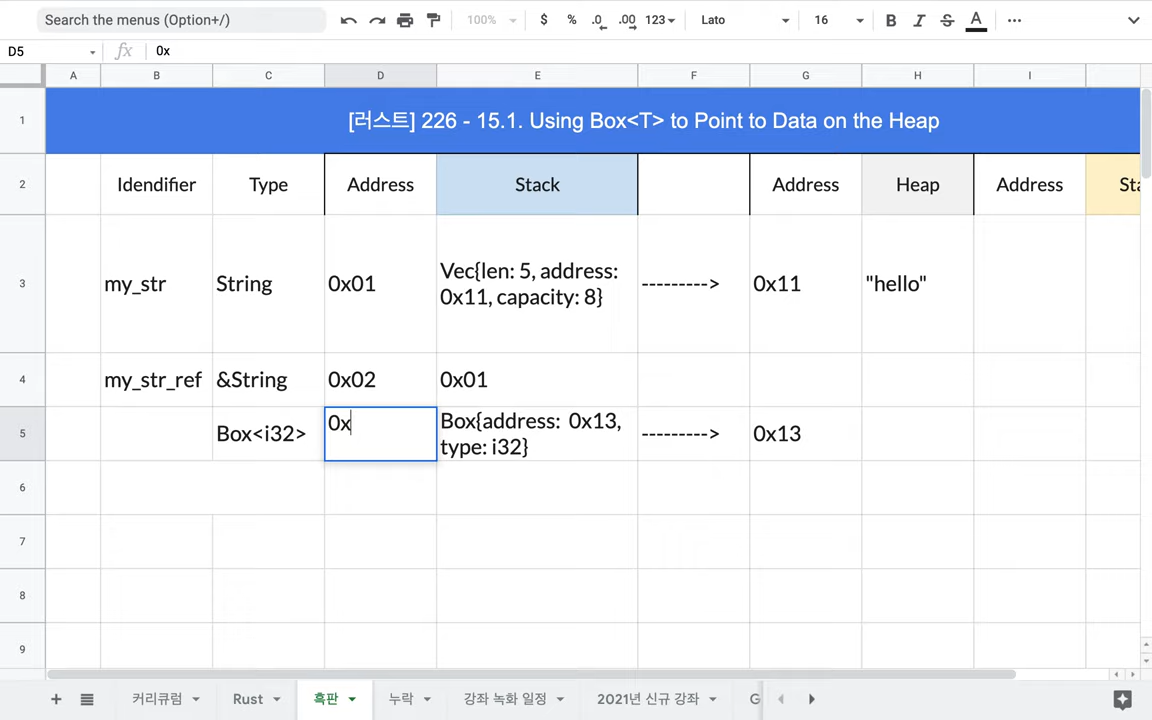 Search the menus (Option+/)
100%
$ % .0 .00 123
Lato
16
B I S A
D5
fx
0x
A B C D E F G H I
1
[러스트] 226 - 15.1. Using Box<T> to Point to Data on the Heap
2
Idendifier Type Address Stack Address Heap Address Sta
3
my_str String 0x01
Vec{len: 5, address:
0x11, capacity: 8}
---------> 0x11 "hello"
4
my_str_ref &String 0x02 0x01
5
Box<i32> 0x
Box{address: 0x13,
type: i32}
---------> 0x13
6
7
8
9
커리큘럼 Rust 흑판 누락 강좌 녹화 일정 2021년 신규 강좌 G